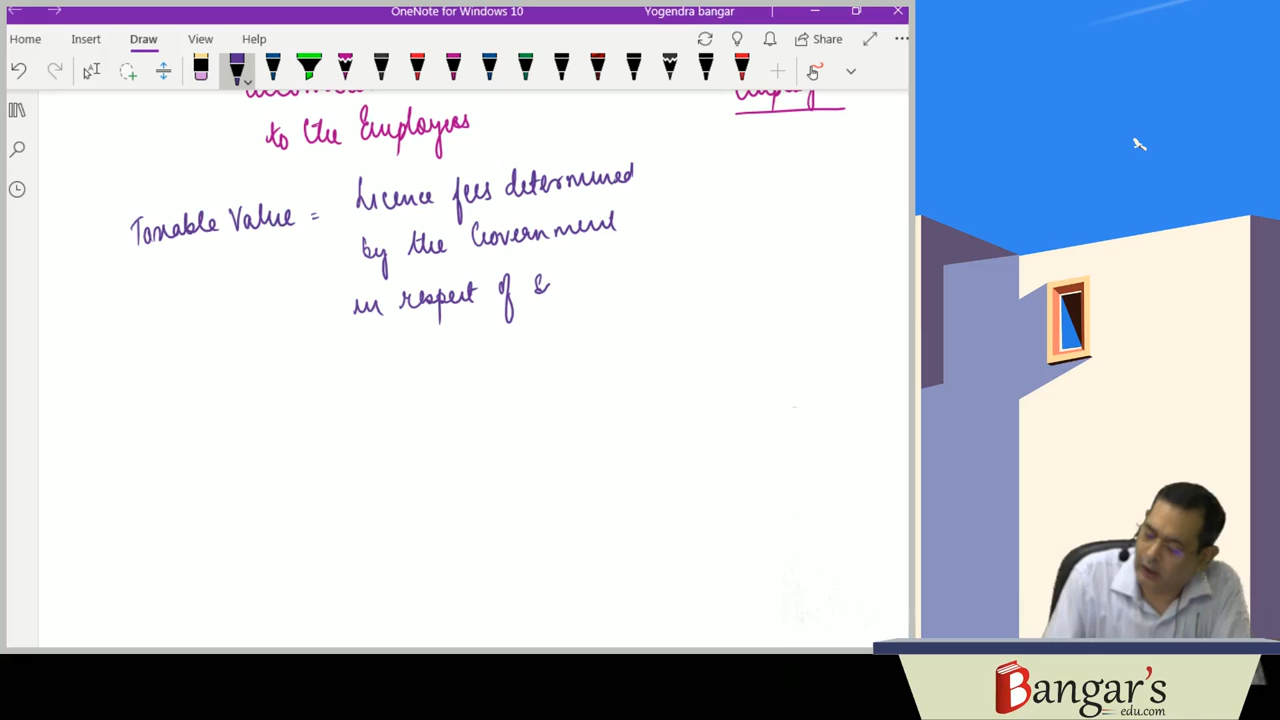 OneNote for Windows 10
Yogendra bangar
Home Insert Draw View Help
Share
to the Employees
Taxable Value = Licence fees determined
by the Government
in respect of
Bangar's
edu.com